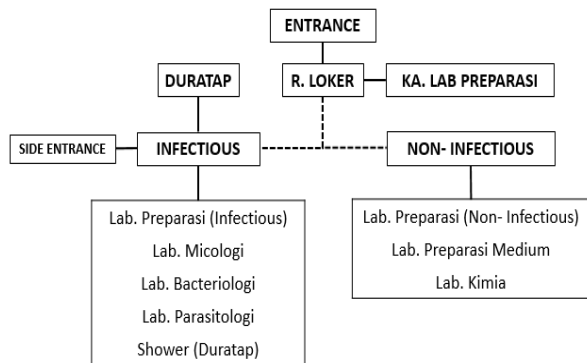 ENTRANCE
DURATAP
R. LOKER
KA. LAB PREPARASI
SIDE ENTRANCE
INFECTIOUS
NON- INFECTIOUS
Lab. Preparasi (Infectious)
Lab. Micologi
Lab. Bacteriologi
Lab. Parasitologi
Shower (Duratap)
Lab. Preparasi (Non- Infectious)
Lab. Preparasi Medium
Lab. Kimia